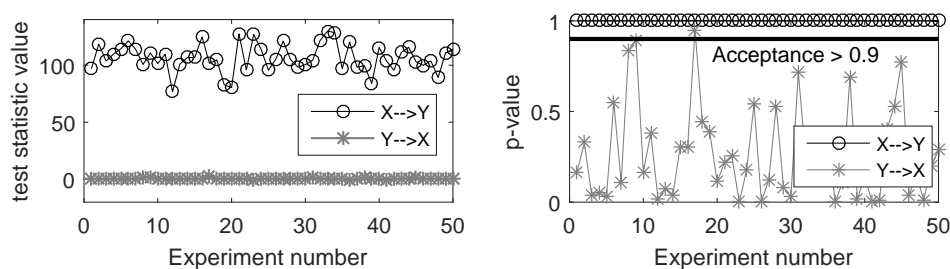 test statistic value
100
50
0
X-->Y
Y-->X
0
10
20
30
40
50
Experiment number
p-value
1
0.5
0
Acceptance > 0.9
X-->Y
Y-->X
0
10
20
30
40
50
Experiment number